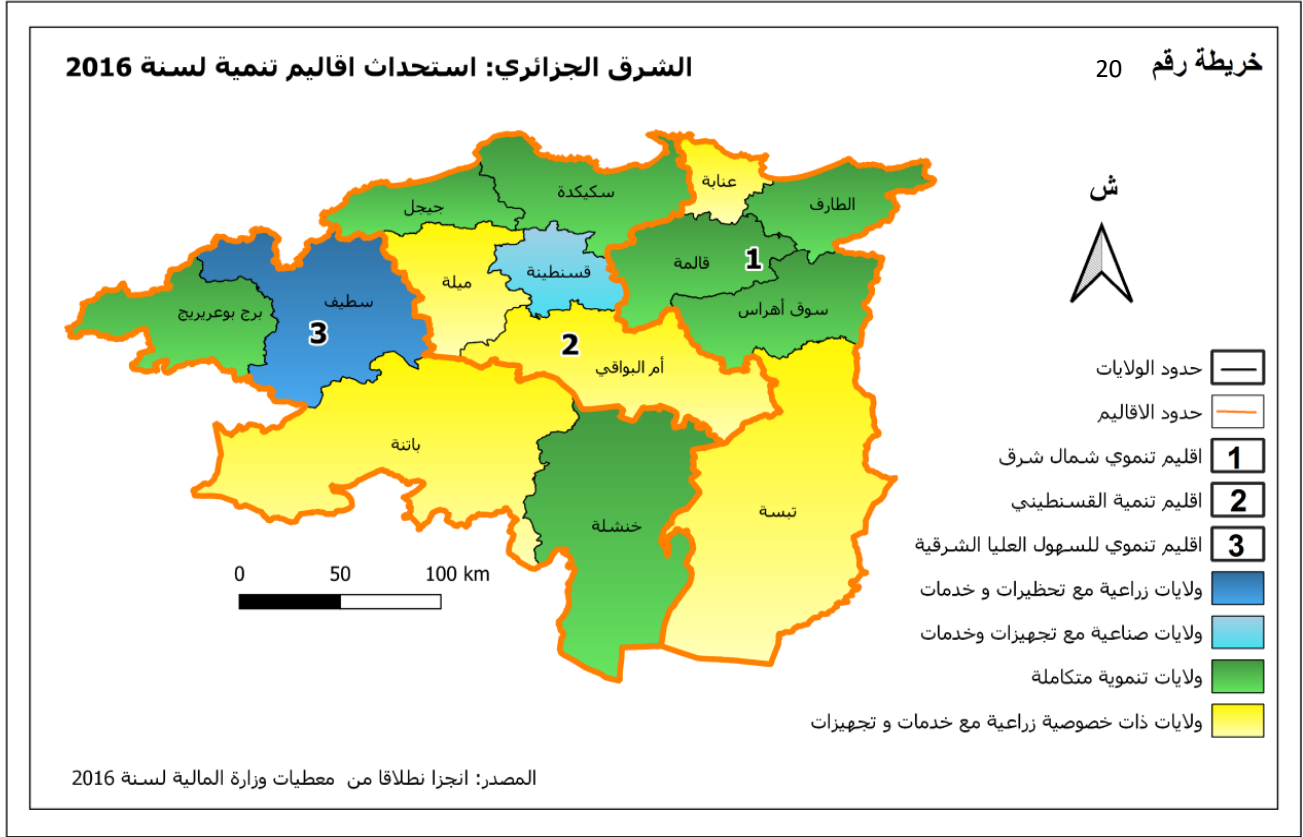 خريطة رقم 20
الشرق الجزائري: استحداث اقاليم تنمية لسنة 2016
عنابة
سكيكدة
الطارف
جيجل
قالمة
1
قسنطينة
ميلة
سطيف
سوق أهراس
برج بوعريريج
3
2
أم البواقي
باتنة
تبسة
خنشلة
ش
0 50 100 km
حدود الولايات
حدود الاقاليم
1 اقليم تنموي شمال شرق
2 اقليم تنمية القسنطيني
3 اقليم تنموي للسهول العليا الشرقية
ولايات زراعية مع تحظيرات و خدمات
ولايات صناعية مع تجهيزات وخدمات
ولايات تنموية متكاملة
ولايات ذات خصوصية زراعية مع خدمات و تجهيزات
المصدر: انجزا نطلاقا من معطيات وزارة المالية لسنة 2016